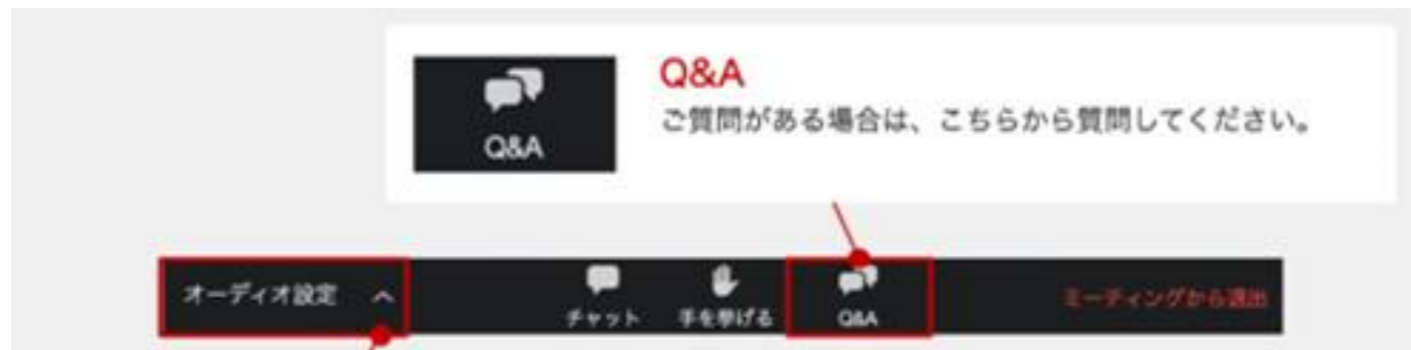 Q&A
Q&A
ご質問がある場合は、こちらから質問してください。
オーディオ設定
チャット
手を挙げる
Q&A
ミーティングから退出